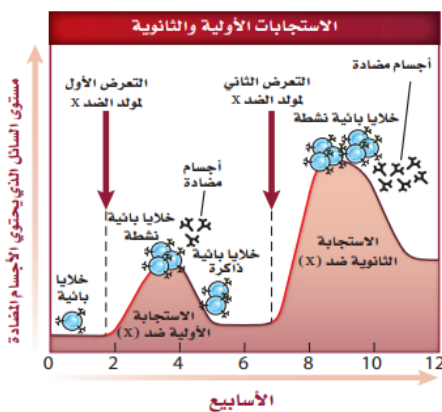 الاستجابات الأولية والثانوية
مستوى السائل الذي يحتوي الأجسام المضادة
التعرض الأول
لمولد الضد x
التعرض الثاني
لمولد الضد x
أجسام مضادة
خلايا بائية نشطة
أجسام
مضادة
خلايا بائية
نشطة
خلايا بائية
ذاكرة
خلايا
بائية
الاستجابة
الأولية ضد (x)
الاستجابة
الثانوية ضد (x)
0 2 4 6 8 10 12
الأسابيع